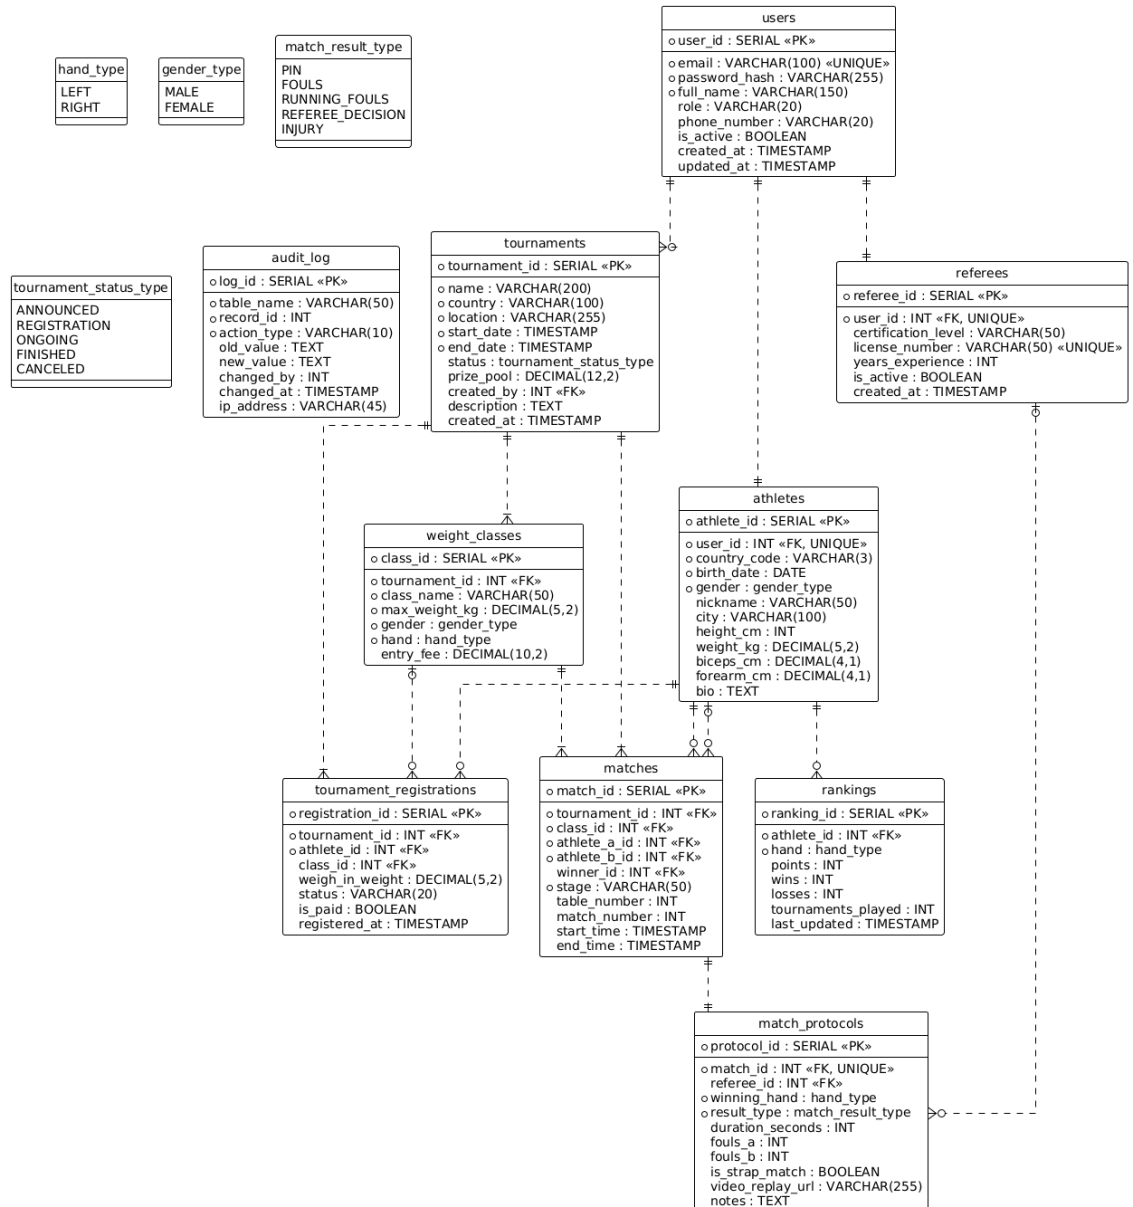 users
user_id : SERIAL «PK»
email : VARCHAR(100) «UNIQUE»
password_hash : VARCHAR(255)
full_name : VARCHAR(150)
role : VARCHAR(20)
phone_number : VARCHAR(20)
is_active : BOOLEAN
created_at : TIMESTAMP
updated_at : TIMESTAMP
hand_type
LEFT
RIGHT
gender_type
MALE
FEMALE
match_result_type
PIN
FOULS
RUNNING_FOULS
REFEREE_DECISION
INJURY
tournament_status_type
ANNOUNCED
REGISTRATION
ONGOING
FINISHED
CANCELED
audit_log
log_id : SERIAL «PK»
table_name : VARCHAR(50)
record_id : INT
action_type : VARCHAR(10)
old_value : TEXT
new_value : TEXT
changed_by : INT
changed_at : TIMESTAMP
ip_address : VARCHAR(45)
tournaments
tournament_id : SERIAL «PK»
name : VARCHAR(200)
country : VARCHAR(100)
location : VARCHAR(255)
start_date : TIMESTAMP
end_date : TIMESTAMP
status : tournament_status_type
prize_pool : DECIMAL(12,2)
created_by : INT «FK»
description : TEXT
created_at : TIMESTAMP
referees
referee_id : SERIAL «PK»
user_id : INT «FK, UNIQUE»
certification_level : VARCHAR(50)
license_number : VARCHAR(50) «UNIQUE»
years_experience : INT
is_active : BOOLEAN
created_at : TIMESTAMP
weight_classes
class_id : SERIAL «PK»
tournament_id : INT «FK»
class_name : VARCHAR(50)
max_weight_kg : DECIMAL(5,2)
gender : gender_type
hand : hand_type
entry_fee : DECIMAL(10,2)
athletes
athlete_id : SERIAL «PK»
user_id : INT «FK, UNIQUE»
country_code : VARCHAR(3)
birth_date : DATE
gender : gender_type
nickname : VARCHAR(50)
city : VARCHAR(100)
height_cm : INT
weight_kg : DECIMAL(5,2)
biceps_cm : DECIMAL(4,1)
forearm_cm : DECIMAL(4,1)
bio : TEXT
tournament_registrations
registration_id : SERIAL «PK»
tournament_id : INT «FK»
athlete_id : INT «FK»
class_id : INT «FK»
weigh_in_weight : DECIMAL(5,2)
status : VARCHAR(20)
is_paid : BOOLEAN
registered_at : TIMESTAMP
matches
match_id : SERIAL «PK»
tournament_id : INT «FK»
class_id : INT «FK»
athlete_a_id : INT «FK»
athlete_b_id : INT «FK»
winner_id : INT «FK»
stage : VARCHAR(50)
table_number : INT
match_number : INT
start_time : TIMESTAMP
end_time : TIMESTAMP
rankings
ranking_id : SERIAL «PK»
athlete_id : INT «FK»
hand : hand_type
points : INT
wins : INT
losses : INT
tournaments_played : INT
last_updated : TIMESTAMP
match_protocols
protocol_id : SERIAL «PK»
match_id : INT «FK, UNIQUE»
referee_id : INT «FK»
winning_hand : hand_type
result_type : match_result_type
duration_seconds : INT
fouls_a : INT
fouls_b : INT
is_strap_match : BOOLEAN
video_replay_url : VARCHAR(255)
notes : TEXT